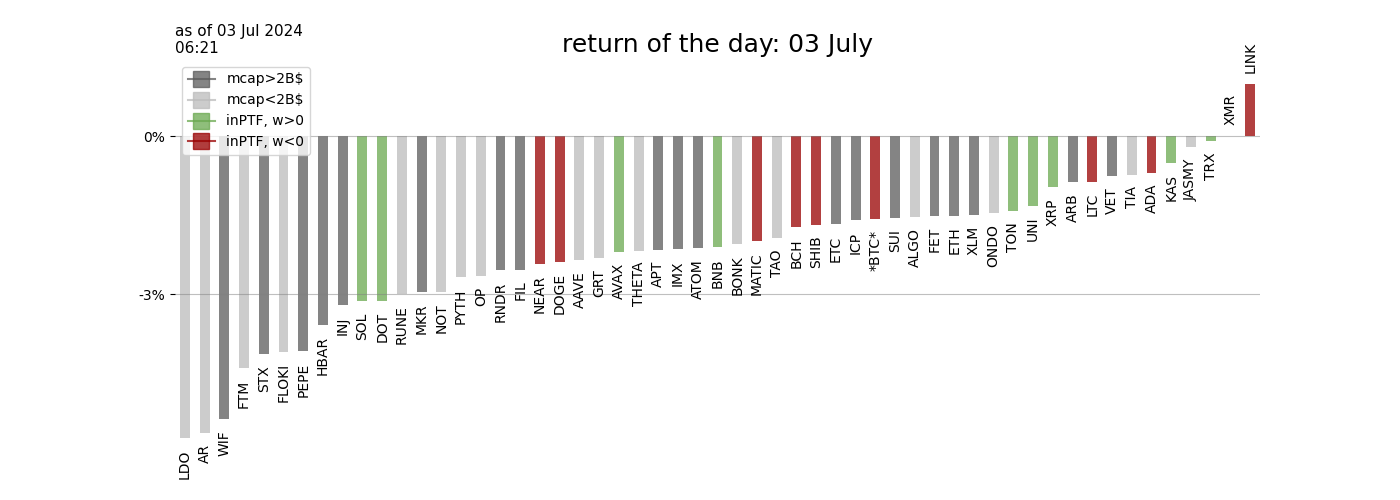 as of 03 Jul 2024
06:21
return of the day: 03 July
mcap>2B$
mcap<2B$
inPTF, w>0
inPTF, w<0
0%
-3%
LDO
AR
WIF
FTM
STX
FLOKI
PEPE
HBAR
INJ
SOL
DOT
RUNE
MKR
NOT
PYTH
OP
RNDR
FIL
NEAR
DOGE
AAVE
GRT
AVAX
THETA
APT
IMX
ATOM
BNB
BONK
MATIC
TAO
BCH
SHIB
ETC
ICP
*BTC*
SUI
ALGO
FET
ETH
XLM
ONDO
TON
UNI
XRP
ARB
LTC
VET
TIA
ADA
KAS
JASMY
TRX
XMR
LINK